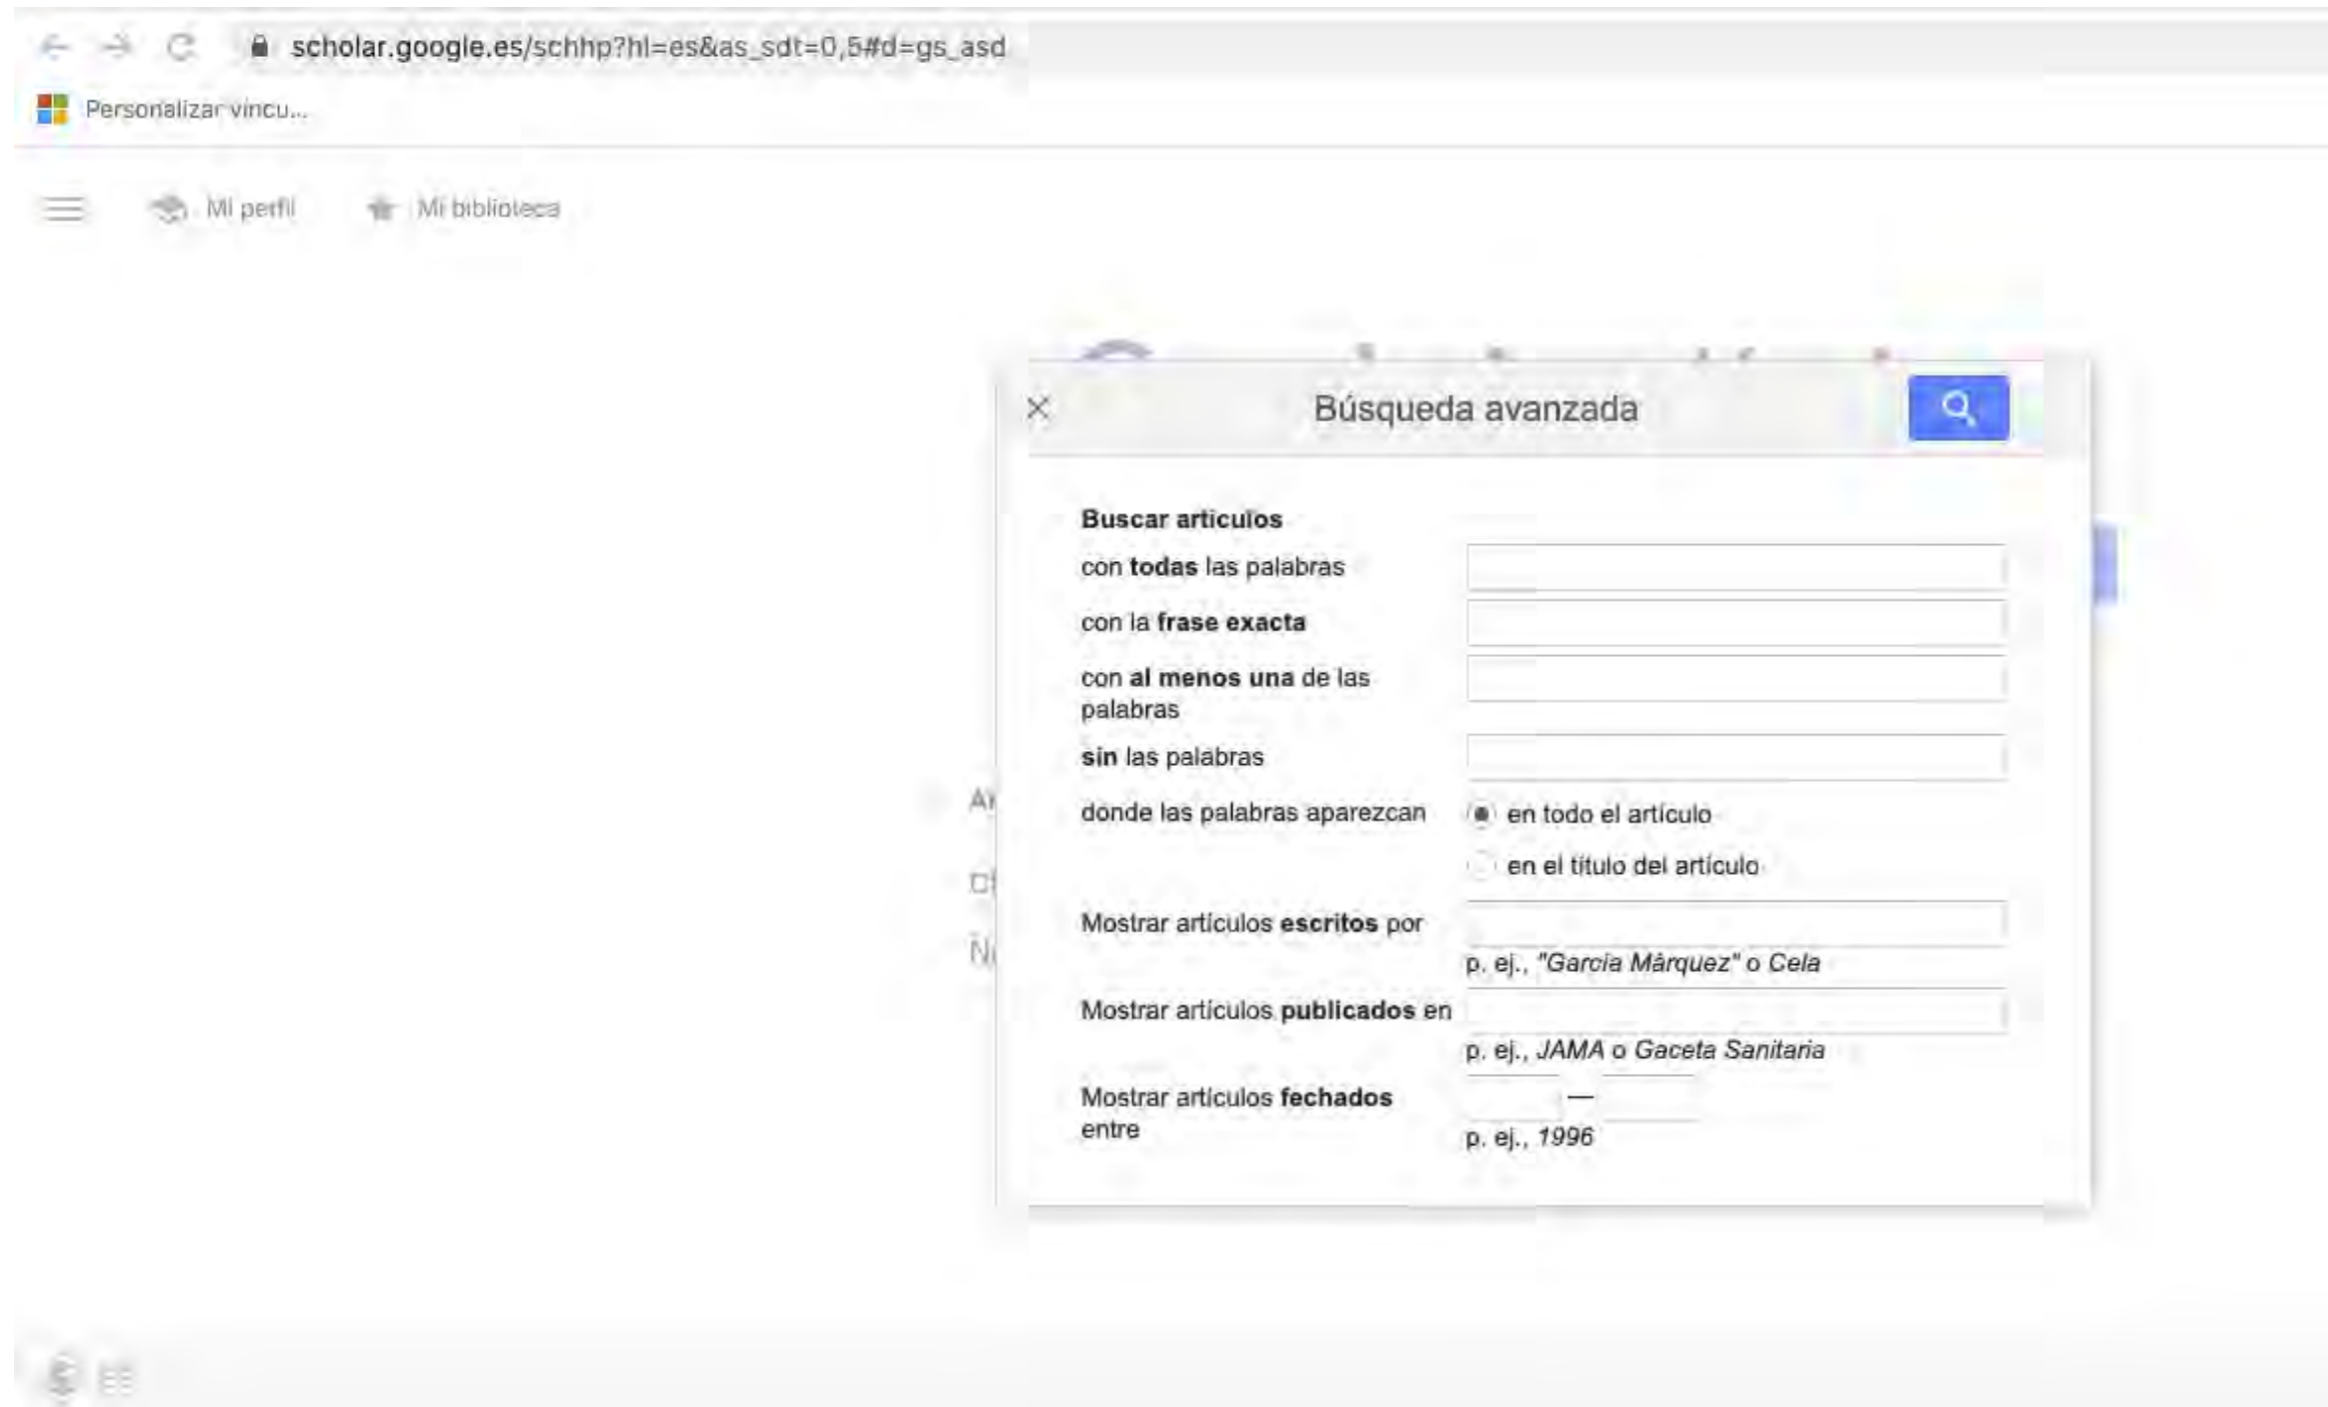 scholar.google.es/schhp?hl=es&as_sdt=0,5#d=gs_asd
Personalizar víncu...
Mi perfil
Mi biblioteca
Búsqueda avanzada
Buscar artículos
con todas las palabras
con la frase exacta
con al menos una de las
palabras
sin las palabras
donde las palabras aparezcan
en todo el artículo
en el título del artículo
Mostrar artículos escritos por
p. ej., "García Márquez" o Cela
Mostrar artículos publicados en
p. ej., JAMA o Gaceta Sanitaria
Mostrar artículos fechados
entre
—
p. ej., 1996